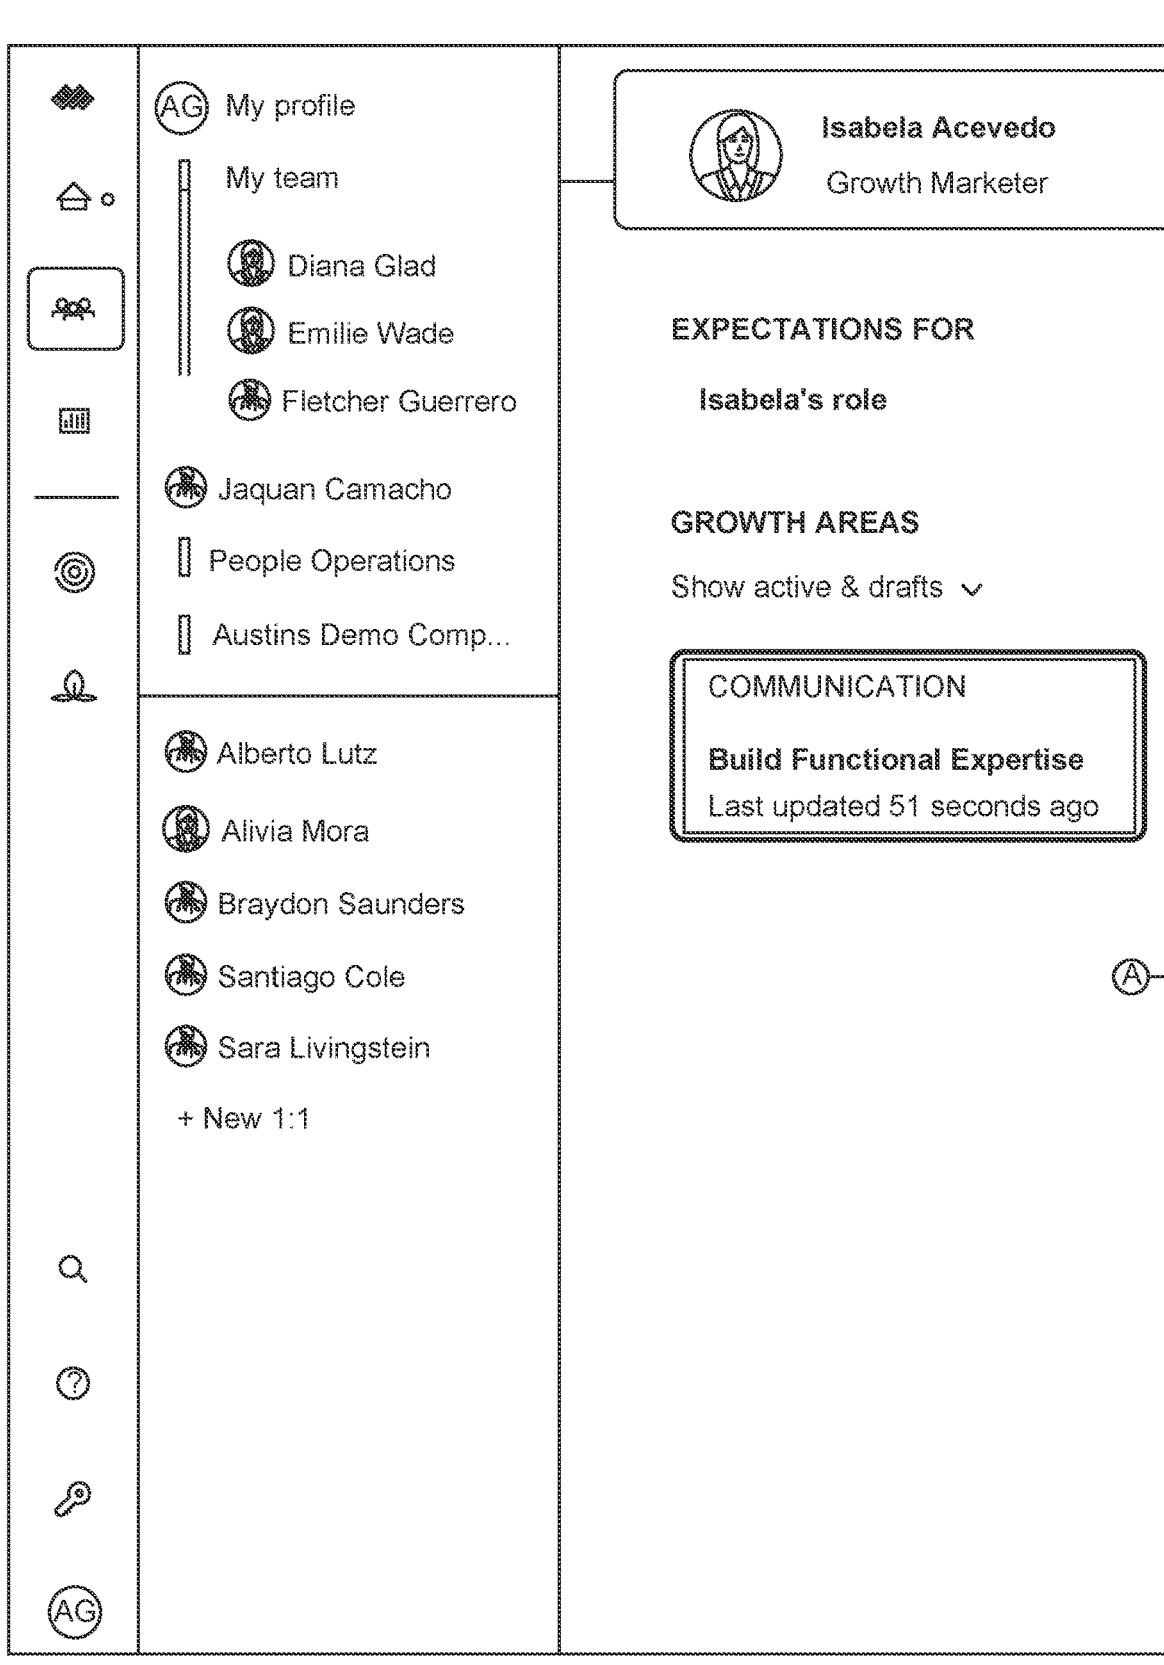 AG My profile
My team
Diana Glad
Emilie Wade
Fletcher Guerrero
Jaquan Camacho
People Operations
Austins Demo Comp...
Alberto Lutz
Alivia Mora
Braydon Saunders
Santiago Cole
Sara Livingstein
+ New 1:1
?
AG
Isabela Acevedo
Growth Marketer
EXPECTATIONS FOR
Isabela's role
GROWTH AREAS
Show active & drafts
COMMUNICATION
Build Functional Expertise
Last updated 51 seconds ago
A